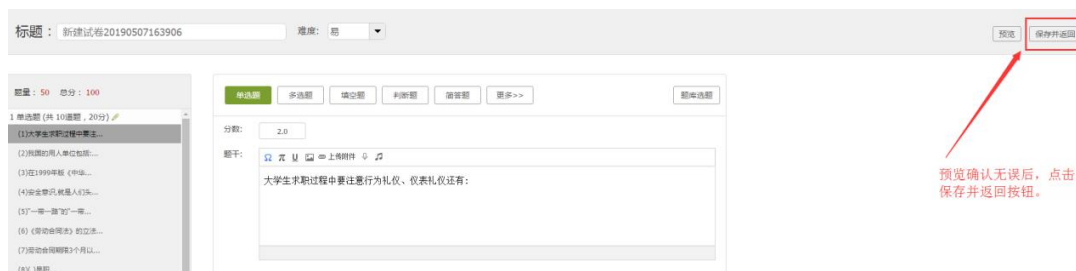 标题： 新建试卷20190507163906 难度： 易 预览 保存并返回
题量：50 总分：100
单选题 多选题 填空题 判断题 简答题 更多>> 题库选题
1 单选题 (共 10道题，20分)
(1)大学生求职过程中要注...
分数： 2.0
(2)我国的用人单位包括:...
题干： Ω π U 上传附件
(3)在1999年版《中华...
大学生求职过程中要注意行为礼仪、仪表礼仪还有:
(4)安全意识,就是人们头...
(5)"一带一路"的"一带...
(6)《劳动合同法》的立法...
(7)劳动合同期限3个月以...
预览确认无误后，点击
保存并返回按钮。